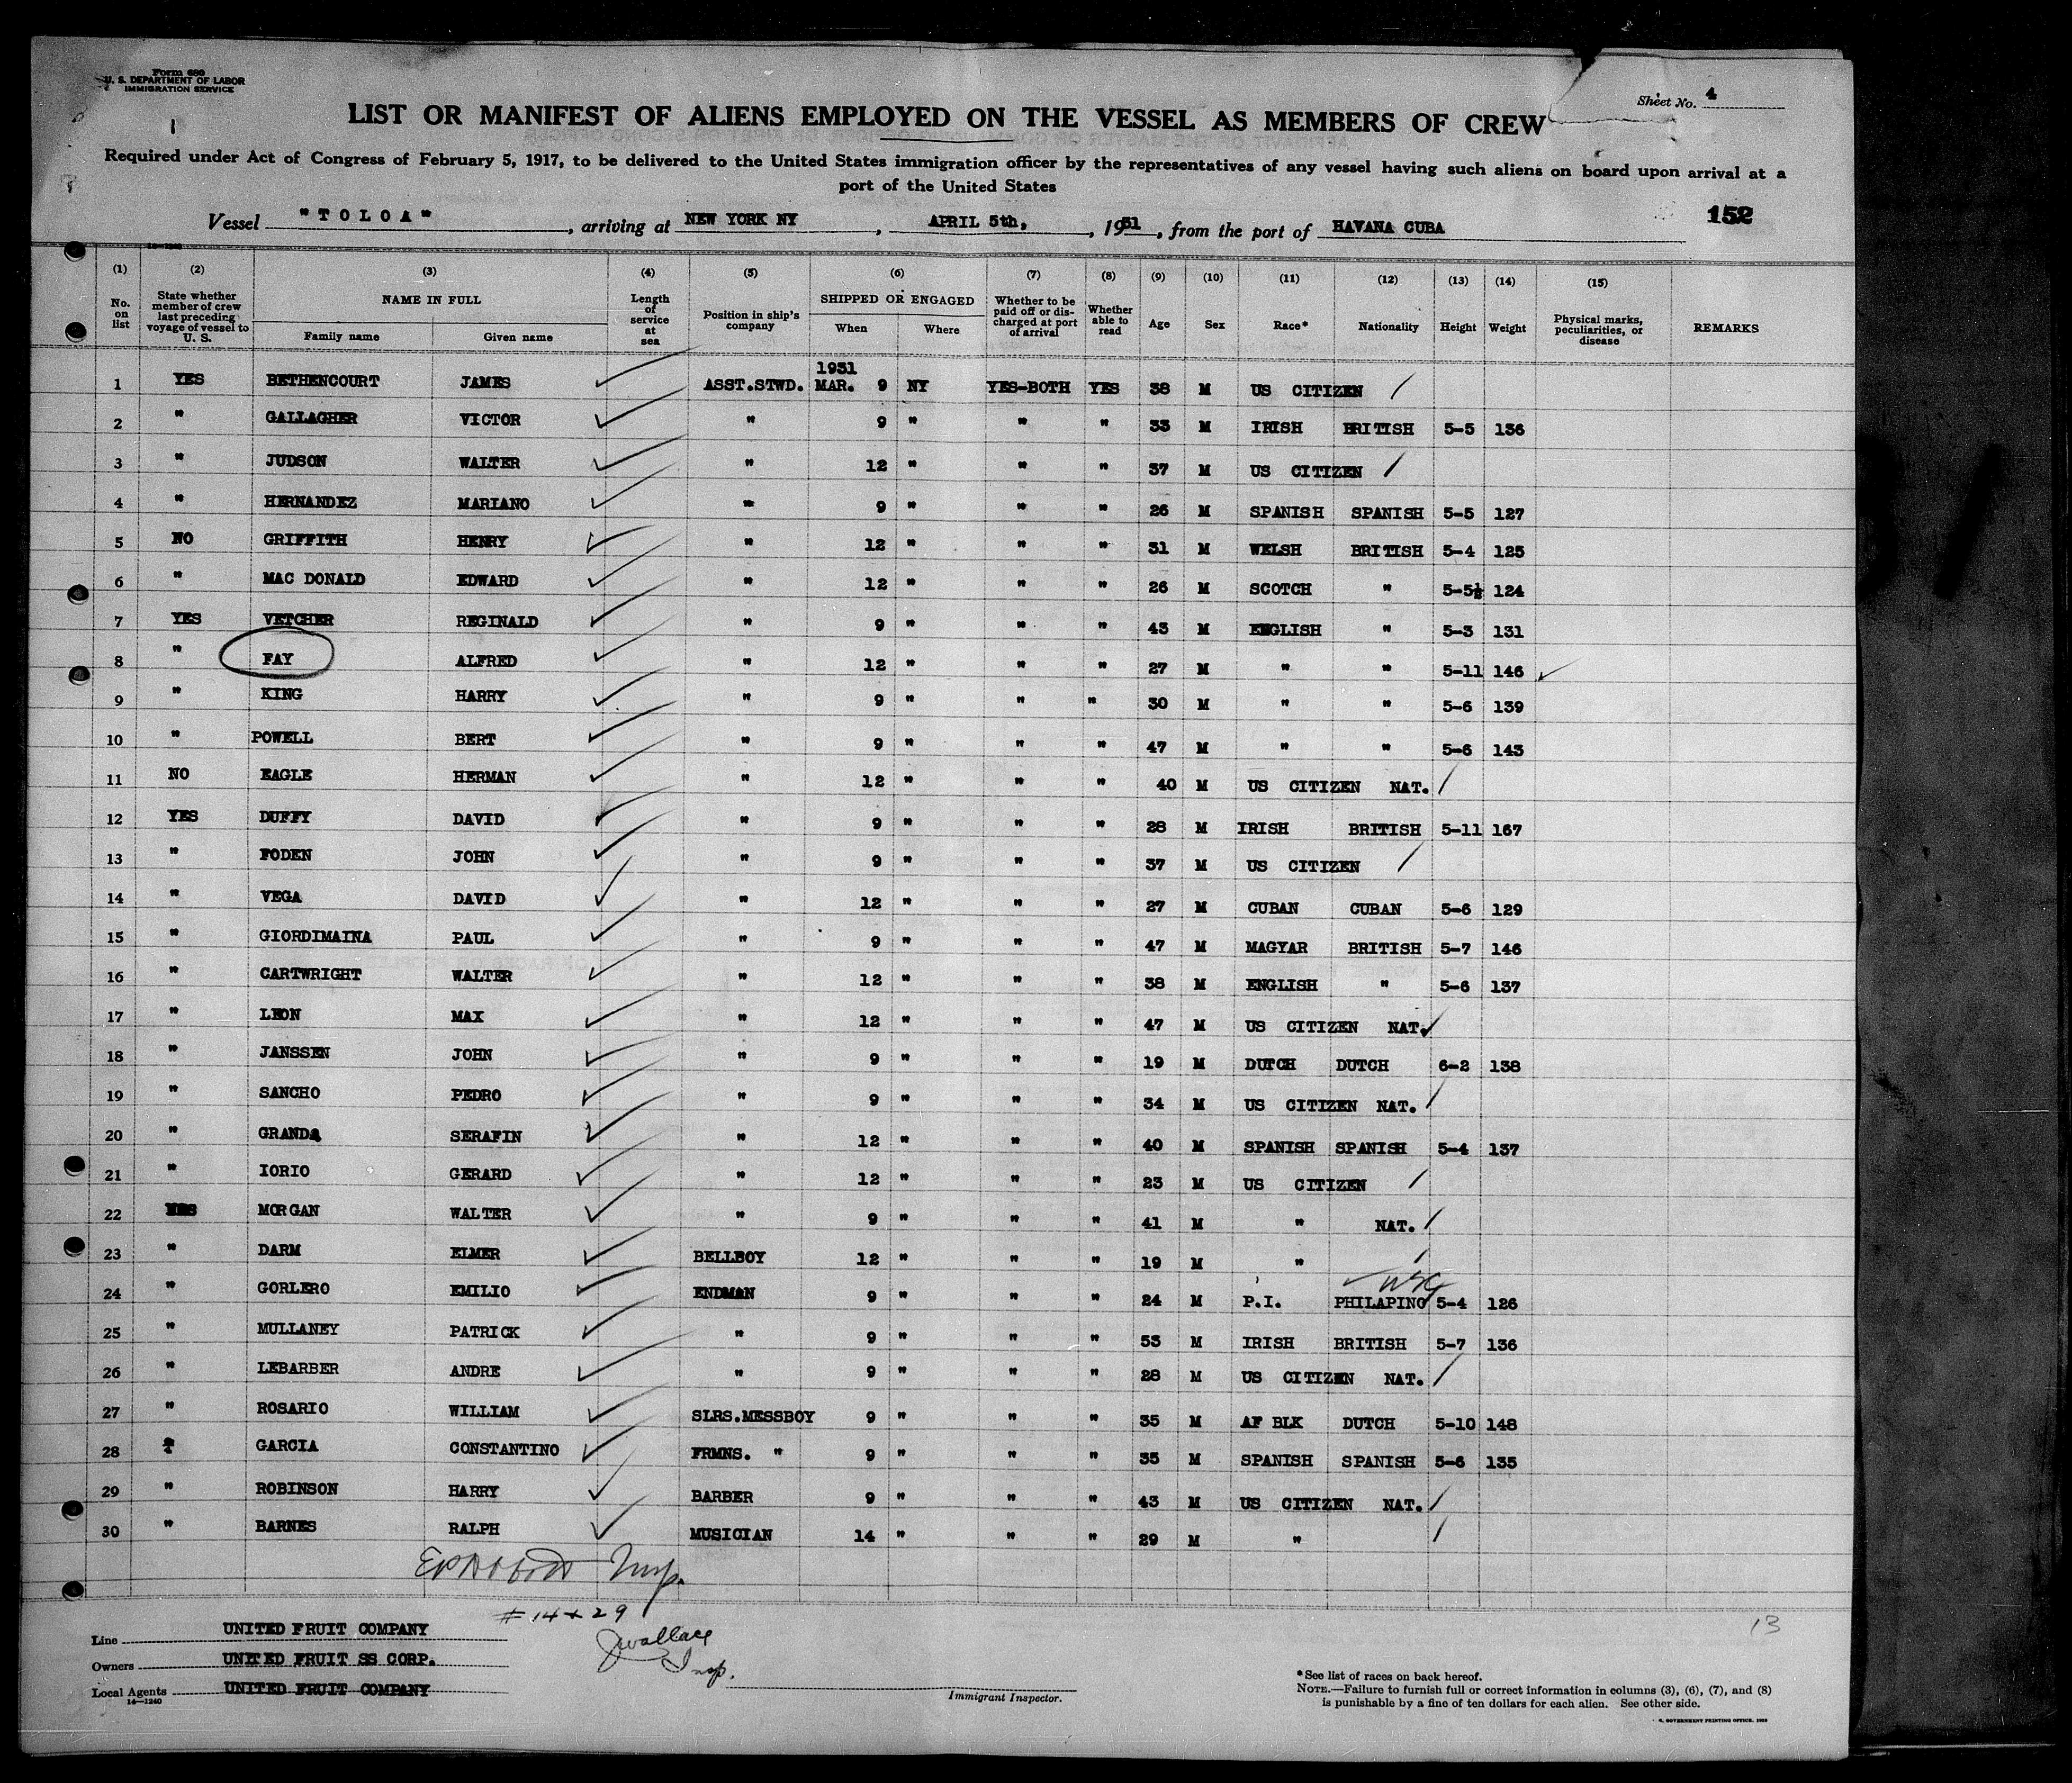 Form 680
U. S. DEPARTMENT OF LABOR
IMMIGRATION SERVICE
Sheet No. 4
LIST OR MANIFEST OF ALIENS EMPLOYED ON THE VESSEL AS MEMBERS OF CREW
Required under Act of Congress of February 5, 1917, to be delivered to the United States immigration officer by the representatives of any vessel having such aliens on board upon arrival at a
port of the United States
Vessel "TOLOA", arriving at NEW YORK NY, APRIL 5th, 1931, from the port of HAVANA CUBA
152
14-1240
(1) (2) (3) (4) (5) (6) (7) (8) (9) (10) (11) (12) (13) (14) (15)
No. on list | State whether member of crew last preceding voyage of vessel to U. S. | NAME IN FULL | Family name | Given name | Length of service at sea | Position in ship's company | SHIPPED OR ENGAGED | When | Where | Whether to be paid off or discharged at port of arrival | Whether able to read | Age | Sex | Race* | Nationality | Height | Weight | Physical marks, peculiarities, or disease | REMARKS
1 YES BETHENCOURT JAMES ASST.STWD. 1931 MAR. 9 NY YES-BOTH YES 38 M US CITIZEN
2 " GALLAGHER VICTOR " 9 " " " 33 M IRISH BRITISH 5-5 136
3 " JUDSON WALTER " 12 " " " 37 M US CITIZEN
4 " HERNANDEZ MARIANO " 9 " " " 26 M SPANISH SPANISH 5-5 127
5 NO GRIFFITH HENRY " 12 " " " 31 M WELSH BRITISH 5-4 125
6 " MAC DONALD EDWARD " 12 " " " 26 M SCOTCH " 5-5½ 124
7 YES VETCHER REGINALD " 9 " " " 43 M ENGLISH " 5-3 131
8 " FAY ALFRED " 12 " " " 27 M " " 5-11 146
9 " KING HARRY " 9 " " " 30 M " " 5-6 139
10 " POWELL BERT " 9 " " " 47 M " " 5-6 143
11 NO EAGLE HERMAN " 12 " " " 40 M US CITIZEN NAT.
12 YES DUFFY DAVID " 9 " " " 28 M IRISH BRITISH 5-11 167
13 " FODEN JOHN " 9 " " " 37 M US CITIZEN
14 " VEGA DAVID " 12 " " " 27 M CUBAN CUBAN 5-6 129
15 " GIORDIMAINA PAUL " 9 " " " 47 M MAGYAR BRITISH 5-7 146
16 " CARTWRIGHT WALTER " 12 " " " 38 M ENGLISH " 5-6 137
17 " LEON MAX " 12 " " " 47 M US CITIZEN NAT.
18 " JANSSEN JOHN " 9 " " " 19 M DUTCH DUTCH 6-2 138
19 " SANCHO PEDRO " 9 " " " 34 M US CITIZEN NAT.
20 " GRANDA SERAFIN " 12 " " " 40 M SPANISH SPANISH 5-4 137
21 " IORIO GERARD " 12 " " " 23 M US CITIZEN
22 YES MORGAN WALTER " 9 " " " 41 M " NAT.
23 " DARM ELMER BELLBOY 12 " " " 19 M "
24 " GORLERO EMILIO ENDMAN 9 " " " 24 M P.I. PHILAPINO 5-4 126
25 " MULLANEY PATRICK " 9 " " " 53 M IRISH BRITISH 5-7 136
26 " LEBARBER ANDRE " 9 " " " 28 M US CITIZEN NAT.
27 " ROSARIO WILLIAM SLRS.MESSBOY 9 " " " 35 M AF BLK DUTCH 5-10 148
28 " GARCIA CONSTANTINO FRMNS. " 9 " " " 35 M SPANISH SPANISH 5-6 135
29 " ROBINSON HARRY BARBER 9 " " " 43 M US CITIZEN NAT.
30 " BARNES RALPH MUSICIAN 14 " " " 29 M "
Insp.
# 14 + 29
J Wallace
Insp.
13
Line UNITED FRUIT COMPANY
Owners UNITED FRUIT SS CORP.
Local Agents UNITED FRUIT COMPANY
14-1240
Immigrant Inspector.
*See list of races on back hereof.
NOTE.—Failure to furnish full or correct information in columns (3), (6), (7), and (8)
is punishable by a fine of ten dollars for each alien. See other side.
GOVERNMENT PRINTING OFFICE